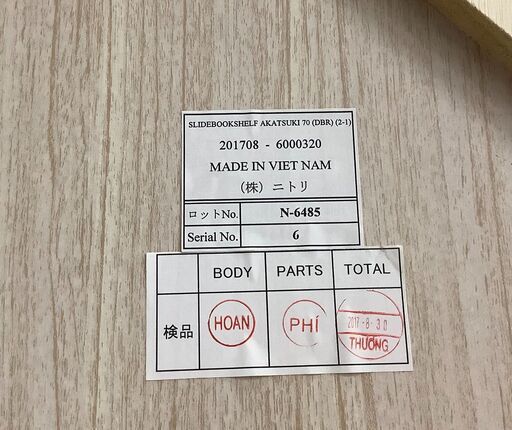 SLIDEBOOKSHELF AKATSUKI 70 (DBR) (2-1)
201708 - 6000320
MADE IN VIET NAM
（株）ニトリ
ロットNo. N-6485
Serial No. 6
BODY PARTS TOTAL
検品 HOAN PHÍ 2017-8-30
THƯƠNG